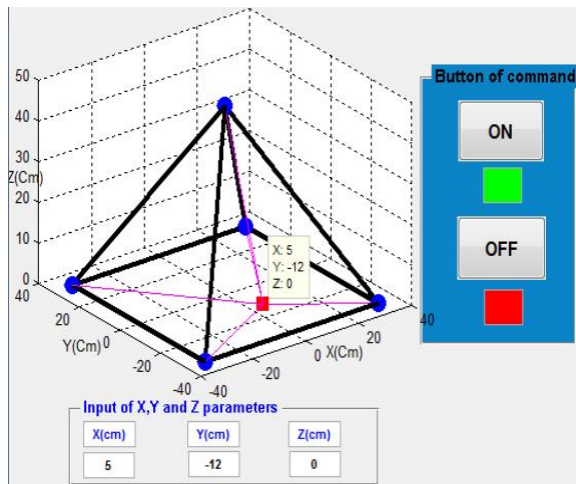 50
40
30
Z(Cm)
20
10
0
40
20
Y(Cm)
0
-20
-40
-40
-20
0
X(Cm)
20
40
X: 5
Y: -12
Z: 0
Button of command
ON
OFF
Input of X,Y and Z parameters
X(cm) Y(cm) Z(cm)
5 -12 0